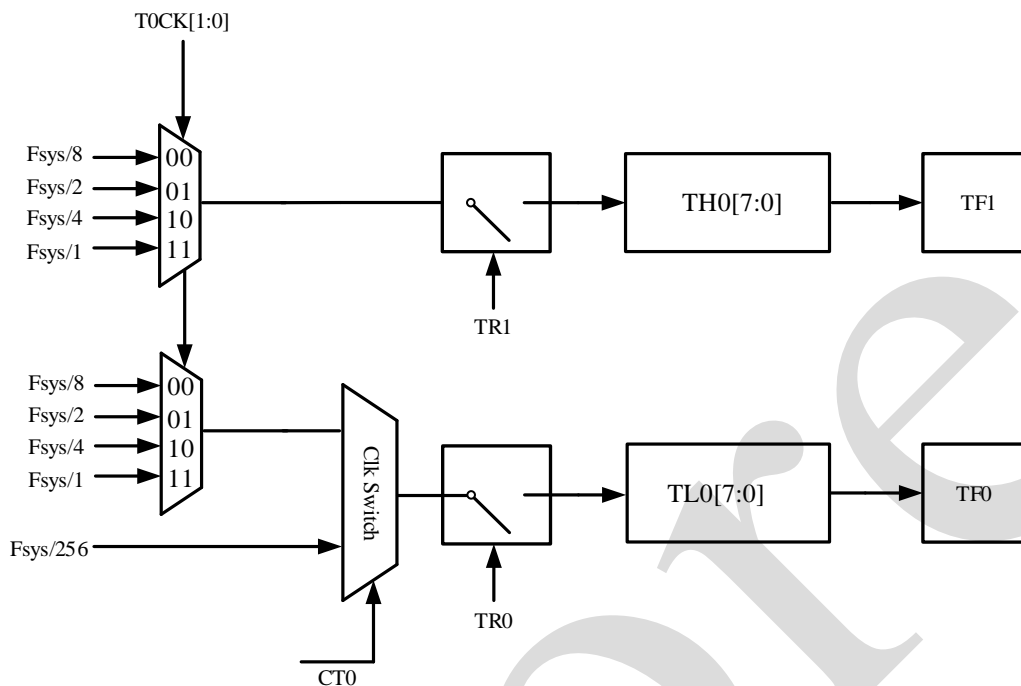 T0CK[1:0]
Fsys/8
00
Fsys/2
01
Fsys/4
10
Fsys/1
11
TH0[7:0]
TF1
TR1
Fsys/8
00
Fsys/2
01
Fsys/4
10
Fsys/1
11
Clk Switch
TL0[7:0]
TF0
Fsys/256
TR0
CT0